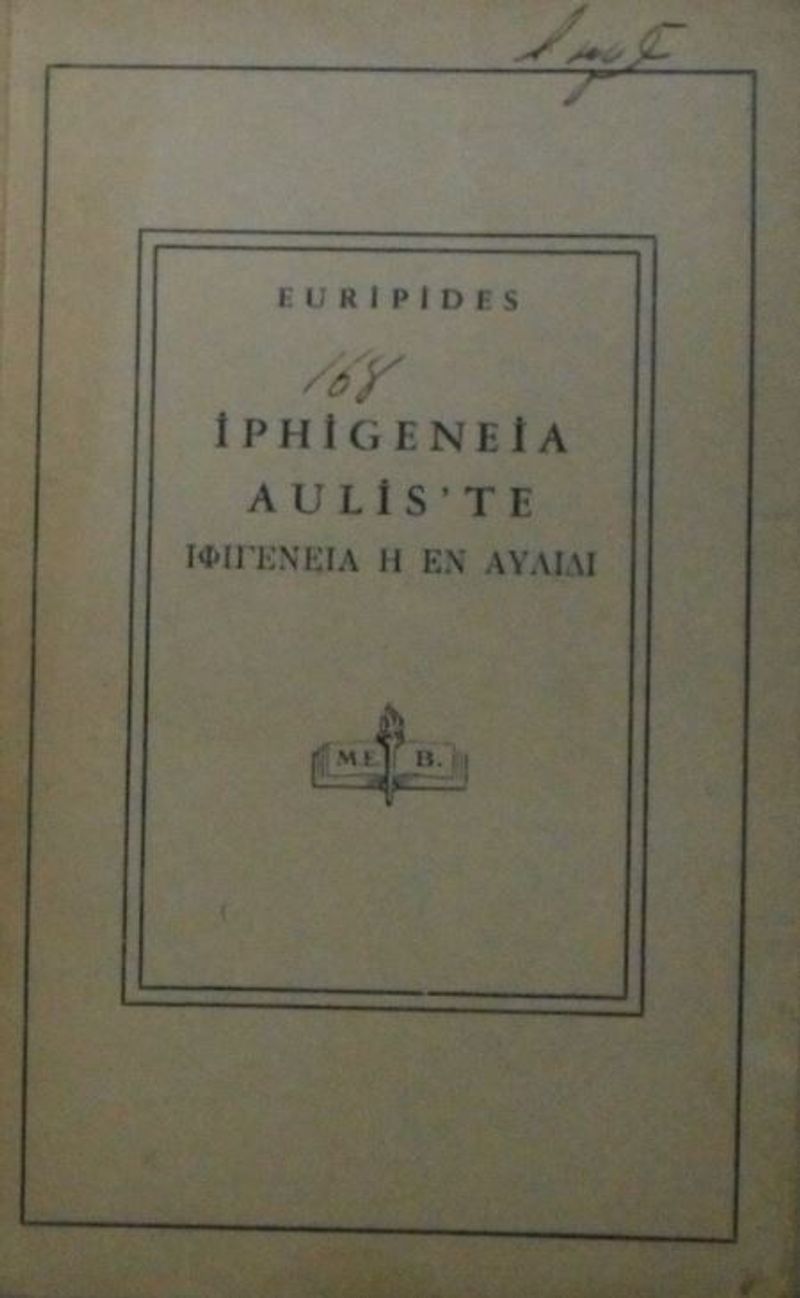 EURİPİDES
168
İPHİGENEİA
AULİS'TE
ΙΦΙΓΕΝΕΙΑ Η ΕΝ ΑΥΛΙΔΙ
M.E. B.